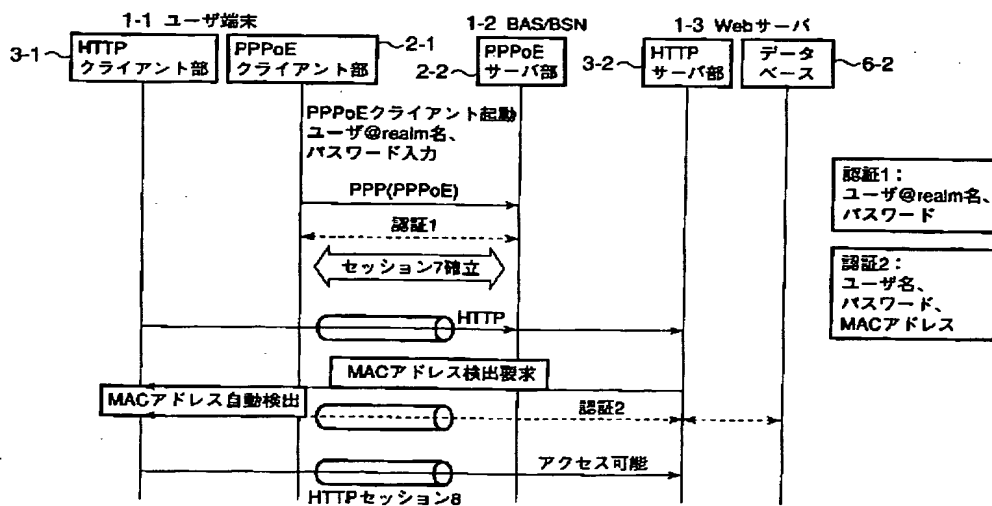 1-1 ユーザ端末
1-2 BAS/BSN
1-3 Webサーバ
3-1
HTTP
クライアント部
PPPoE
クライアント部
2-1
2-2
PPPoE
サーバ部
3-2
HTTP
サーバ部
データ
ベース
6-2
PPPoEクライアント起動
ユーザ@realm名、
パスワード入力
PPP(PPPoE)
認証1
セッション7確立
HTTP
MACアドレス検出要求
MACアドレス自動検出
認証2
アクセス可能
HTTPセッション8
認証1:
ユーザ@realm名、
パスワード
認証2:
ユーザ名、
パスワード、
MACアドレス